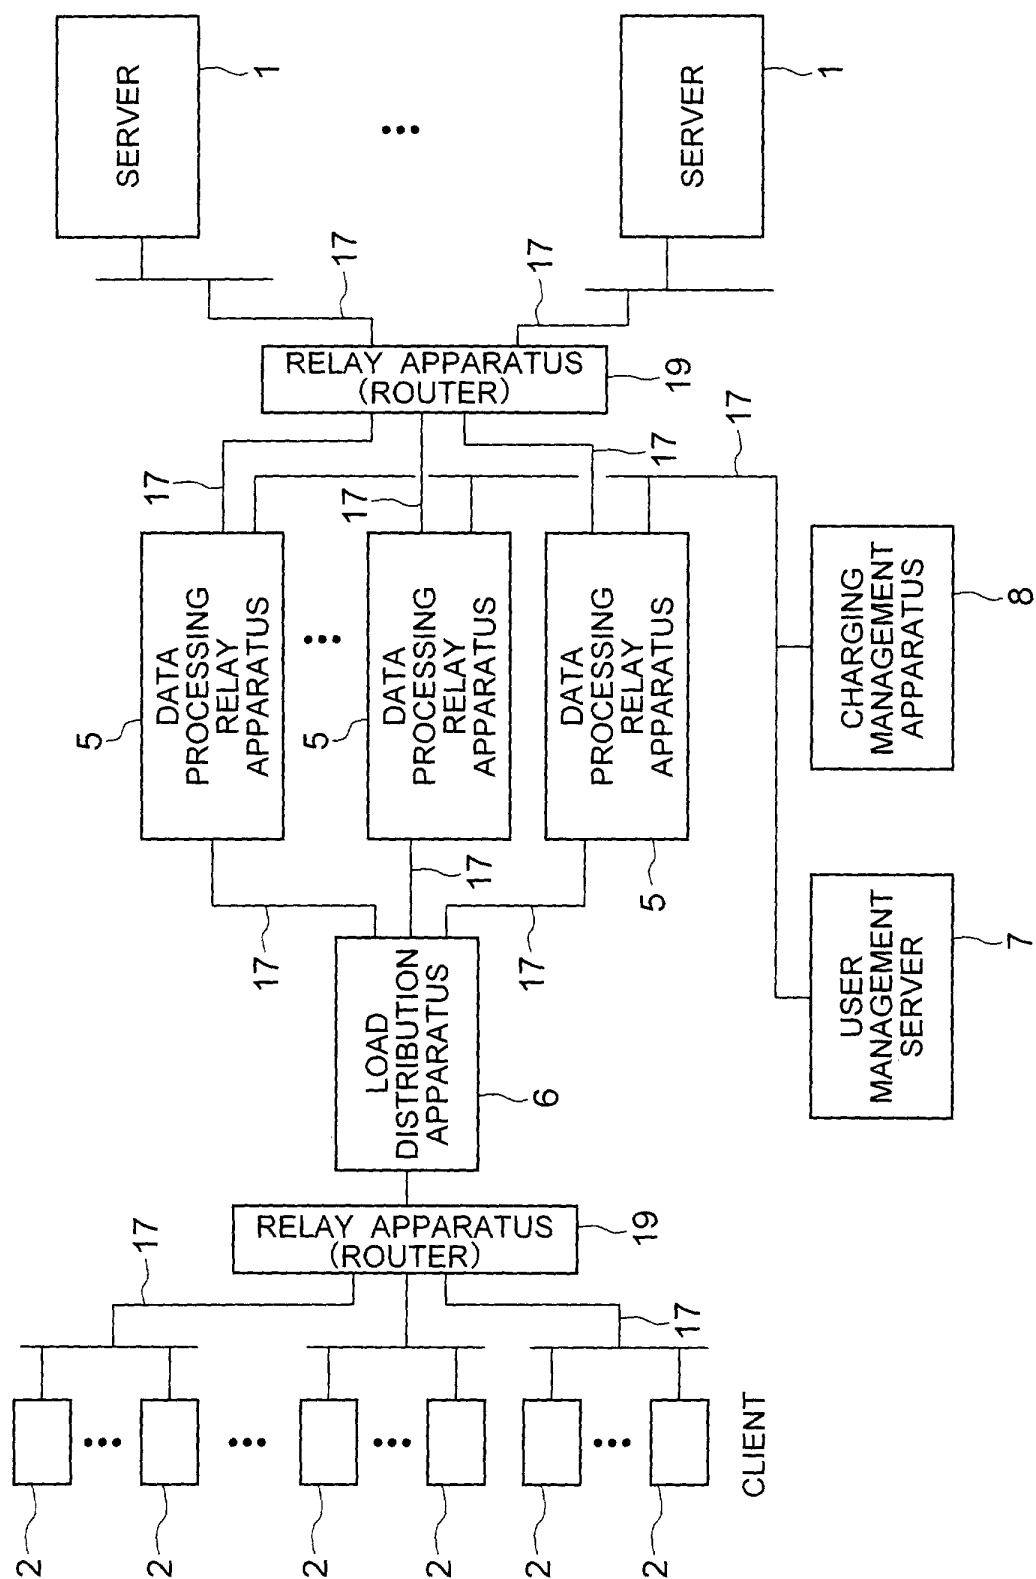 CLIENT
2
2
2
2
2
2
17
17
RELAY APPARATUS
(ROUTER)
19
LOAD
DISTRIBUTION
APPARATUS
6
17
17
17
5
DATA
PROCESSING
RELAY
APPARATUS
5
DATA
PROCESSING
RELAY
APPARATUS
5
DATA
PROCESSING
RELAY
APPARATUS
17
17
17
17
RELAY APPARATUS
(ROUTER)
19
17
17
SERVER
1
SERVER
1
USER
MANAGEMENT
SERVER
7
CHARGING
MANAGEMENT
APPARATUS
8